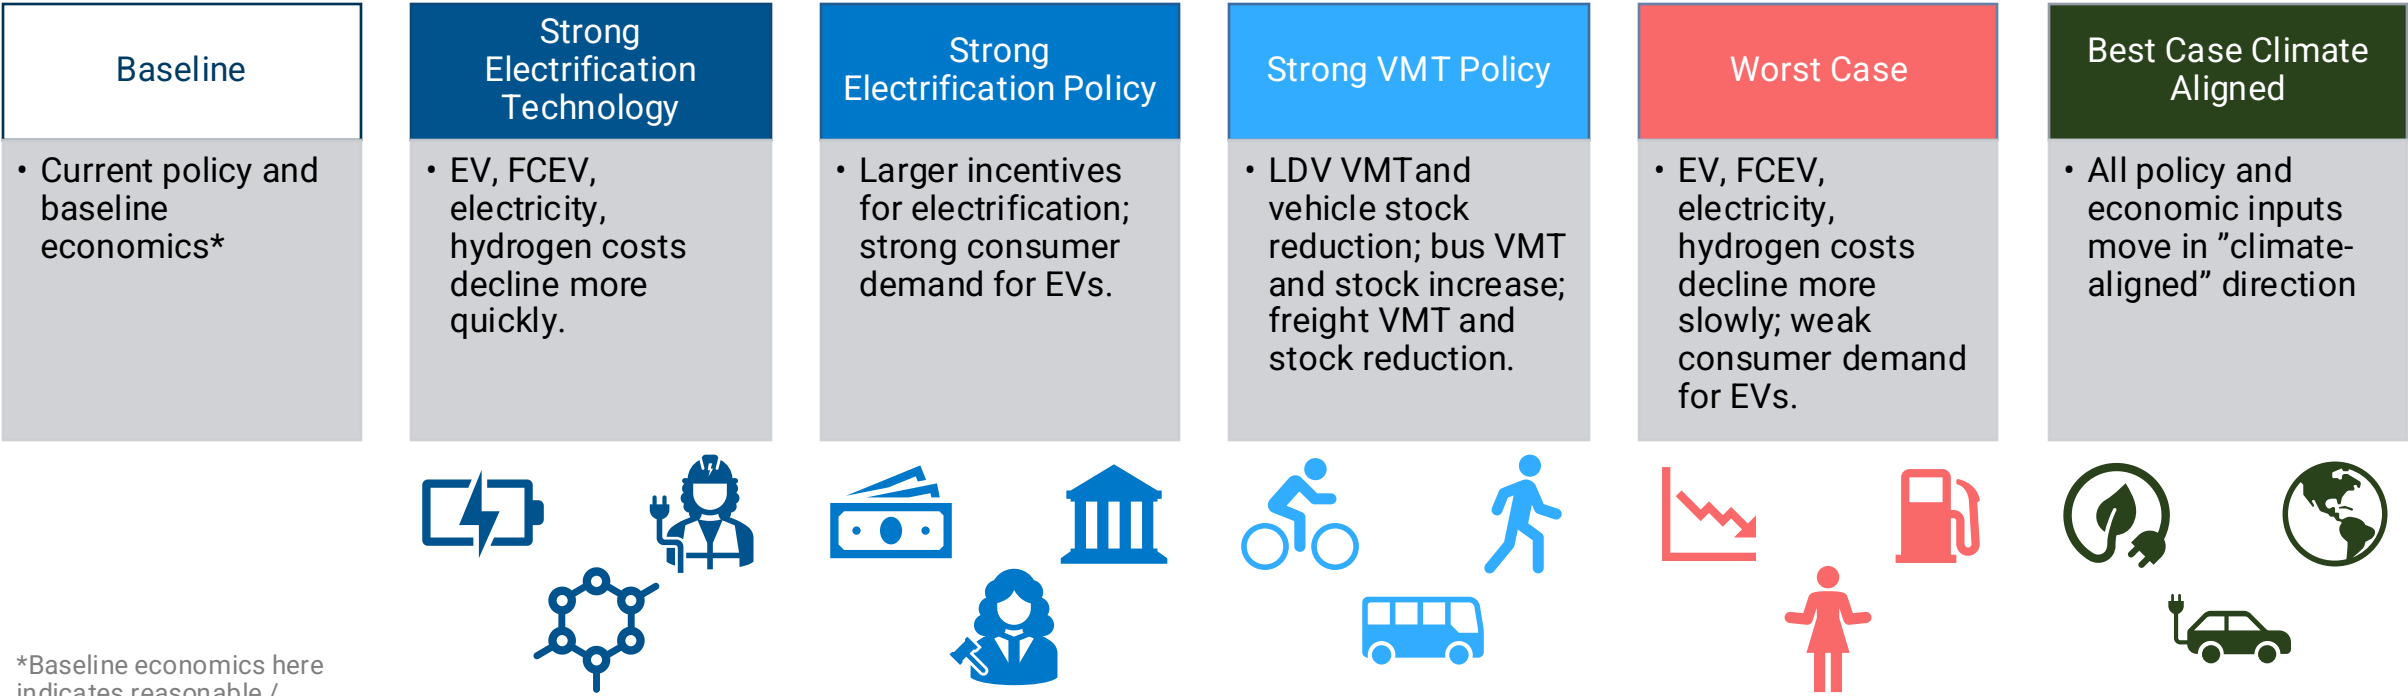 Baseline
• Current policy and
baseline
economics*
Strong
Electrification
Technology
• EV, FCEV,
electricity,
hydrogen costs
decline more
quickly.
Strong
Electrification Policy
• Larger incentives
for electrification;
strong consumer
demand for EVs.
Strong VMT Policy
• LDV VMTand
vehicle stock
reduction; bus VMT
and stock increase;
freight VMT and
stock reduction.
Worst Case
• EV, FCEV,
electricity,
hydrogen costs
decline more
slowly; weak
consumer demand
for EVs.
Best Case Climate
Aligned
• All policy and
economic inputs
move in ”climate-
aligned” direction
*Baseline economics here
indicates reasonable /